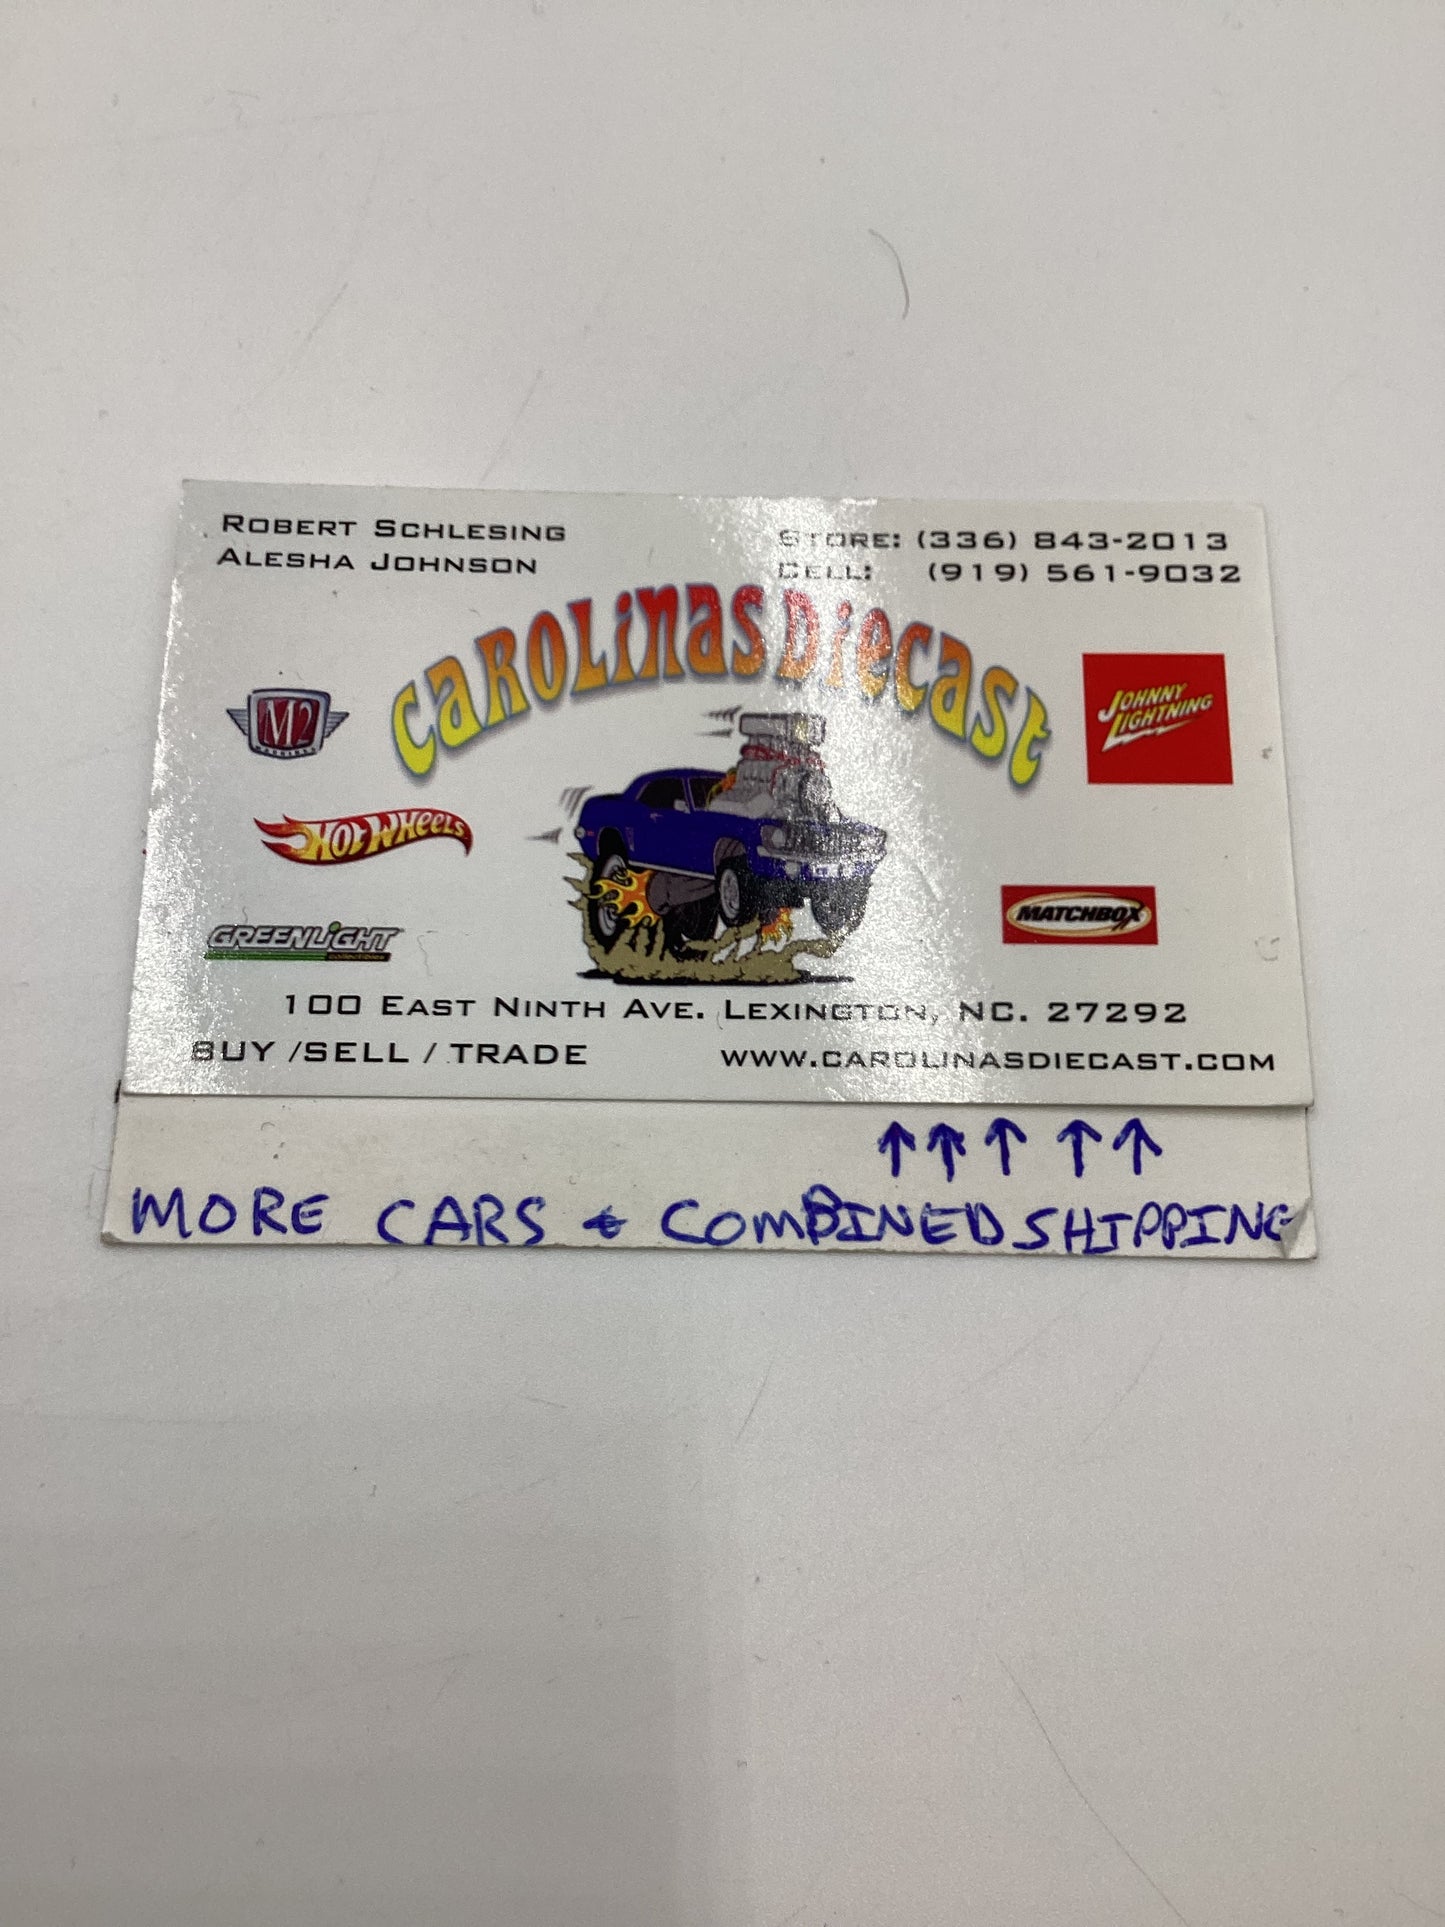 ROBERT SCHLESING
ALESHA JOHNSON
STORE: (336) 843-2013
CELL: (919) 561-9032
CAROLINAS DIECAST
M2
MACHINES
JOHNNY
LIGHTNING
HOT WHEELS
MATCHBOX
GREENLIGHT
collectibles
100 EAST NINTH AVE. LEXINGTON, NC. 27292
BUY /SELL / TRADE
WWW.CAROLINASDIECAST.COM
↑↑↑ ↑↑
MORE CARS & COMBINED SHIPPING